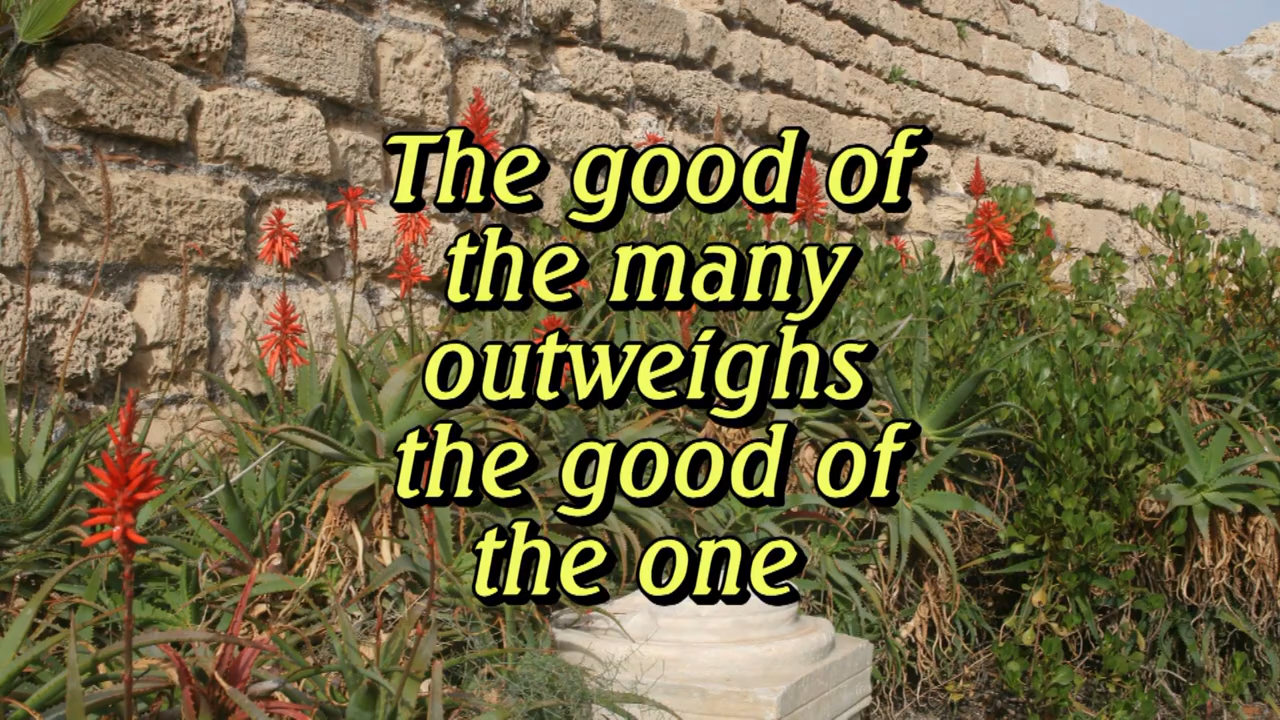 The good of
the many
outweighs
the good of
the one